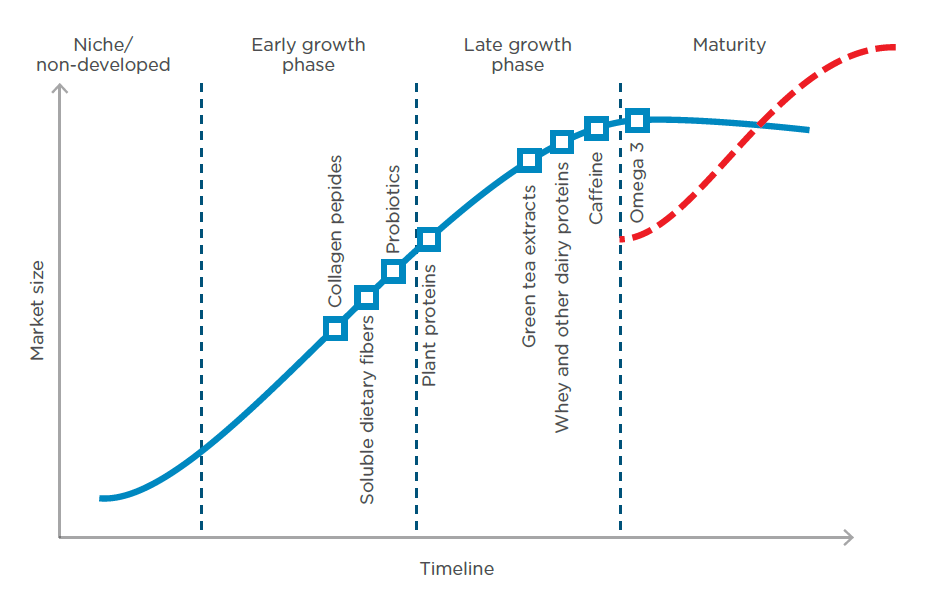 Niche/
non-developed
Early growth
phase
Late growth
phase
Maturity
Market size
Collagen pepides
Soluble dietary fibers
Probiotics
Plant proteins
Green tea extracts
Whey and other dairy proteins
Caffeine
Omega 3
Timeline